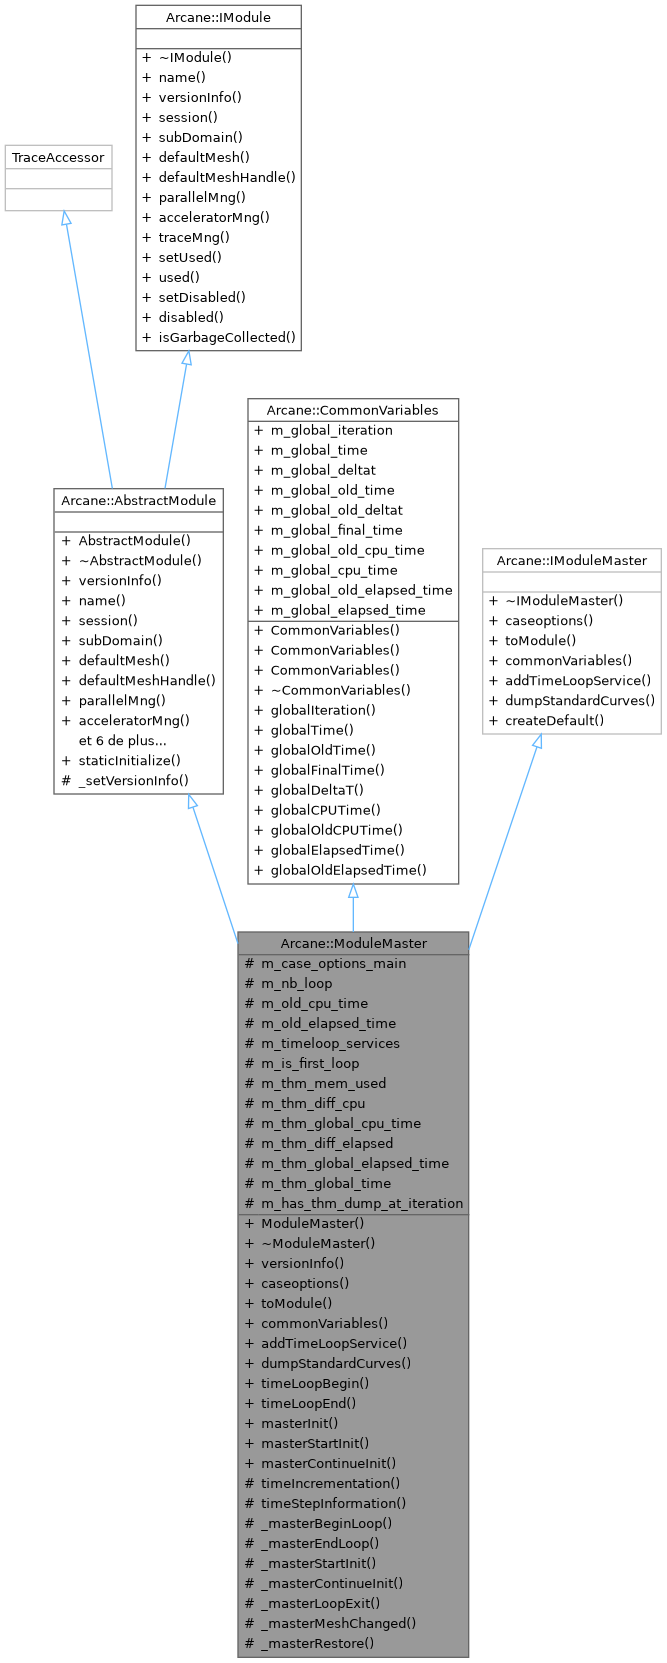 Arcane::IModule
+ ~IModule()
+ name()
+ versionInfo()
+ session()
+ subDomain()
+ defaultMesh()
+ defaultMeshHandle()
+ parallelMng()
+ acceleratorMng()
+ traceMng()
+ setUsed()
+ used()
+ setDisabled()
+ disabled()
+ isGarbageCollected()
TraceAccessor
Arcane::CommonVariables
+ m_global_iteration
+ m_global_time
+ m_global_deltat
+ m_global_old_time
+ m_global_old_deltat
+ m_global_final_time
+ m_global_old_cpu_time
+ m_global_cpu_time
+ m_global_old_elapsed_time
+ m_global_elapsed_time
+ CommonVariables()
+ CommonVariables()
+ CommonVariables()
+ ~CommonVariables()
+ globalIteration()
+ globalTime()
+ globalOldTime()
+ globalFinalTime()
+ globalDeltaT()
+ globalCPUTime()
+ globalOldCPUTime()
+ globalElapsedTime()
+ globalOldElapsedTime()
Arcane::AbstractModule
+ AbstractModule()
+ ~AbstractModule()
+ versionInfo()
+ name()
+ session()
+ subDomain()
+ defaultMesh()
+ defaultMeshHandle()
+ parallelMng()
+ acceleratorMng()
et 6 de plus...
+ staticInitialize()
# _setVersionInfo()
Arcane::IModuleMaster
+ ~IModuleMaster()
+ caseoptions()
+ toModule()
+ commonVariables()
+ addTimeLoopService()
+ dumpStandardCurves()
+ createDefault()
Arcane::ModuleMaster
# m_case_options_main
# m_nb_loop
# m_old_cpu_time
# m_old_elapsed_time
# m_timeloop_services
# m_is_first_loop
# m_thm_mem_used
# m_thm_diff_cpu
# m_thm_global_cpu_time
# m_thm_diff_elapsed
# m_thm_global_elapsed_time
# m_thm_global_time
# m_has_thm_dump_at_iteration
+ ModuleMaster()
+ ~ModuleMaster()
+ versionInfo()
+ caseoptions()
+ toModule()
+ commonVariables()
+ addTimeLoopService()
+ dumpStandardCurves()
+ timeLoopBegin()
+ timeLoopEnd()
+ masterInit()
+ masterStartInit()
+ masterContinueInit()
# timeIncrementation()
# timeStepInformation()
# _masterBeginLoop()
# _masterEndLoop()
# _masterStartInit()
# _masterContinueInit()
# _masterLoopExit()
# _masterMeshChanged()
# _masterRestore()